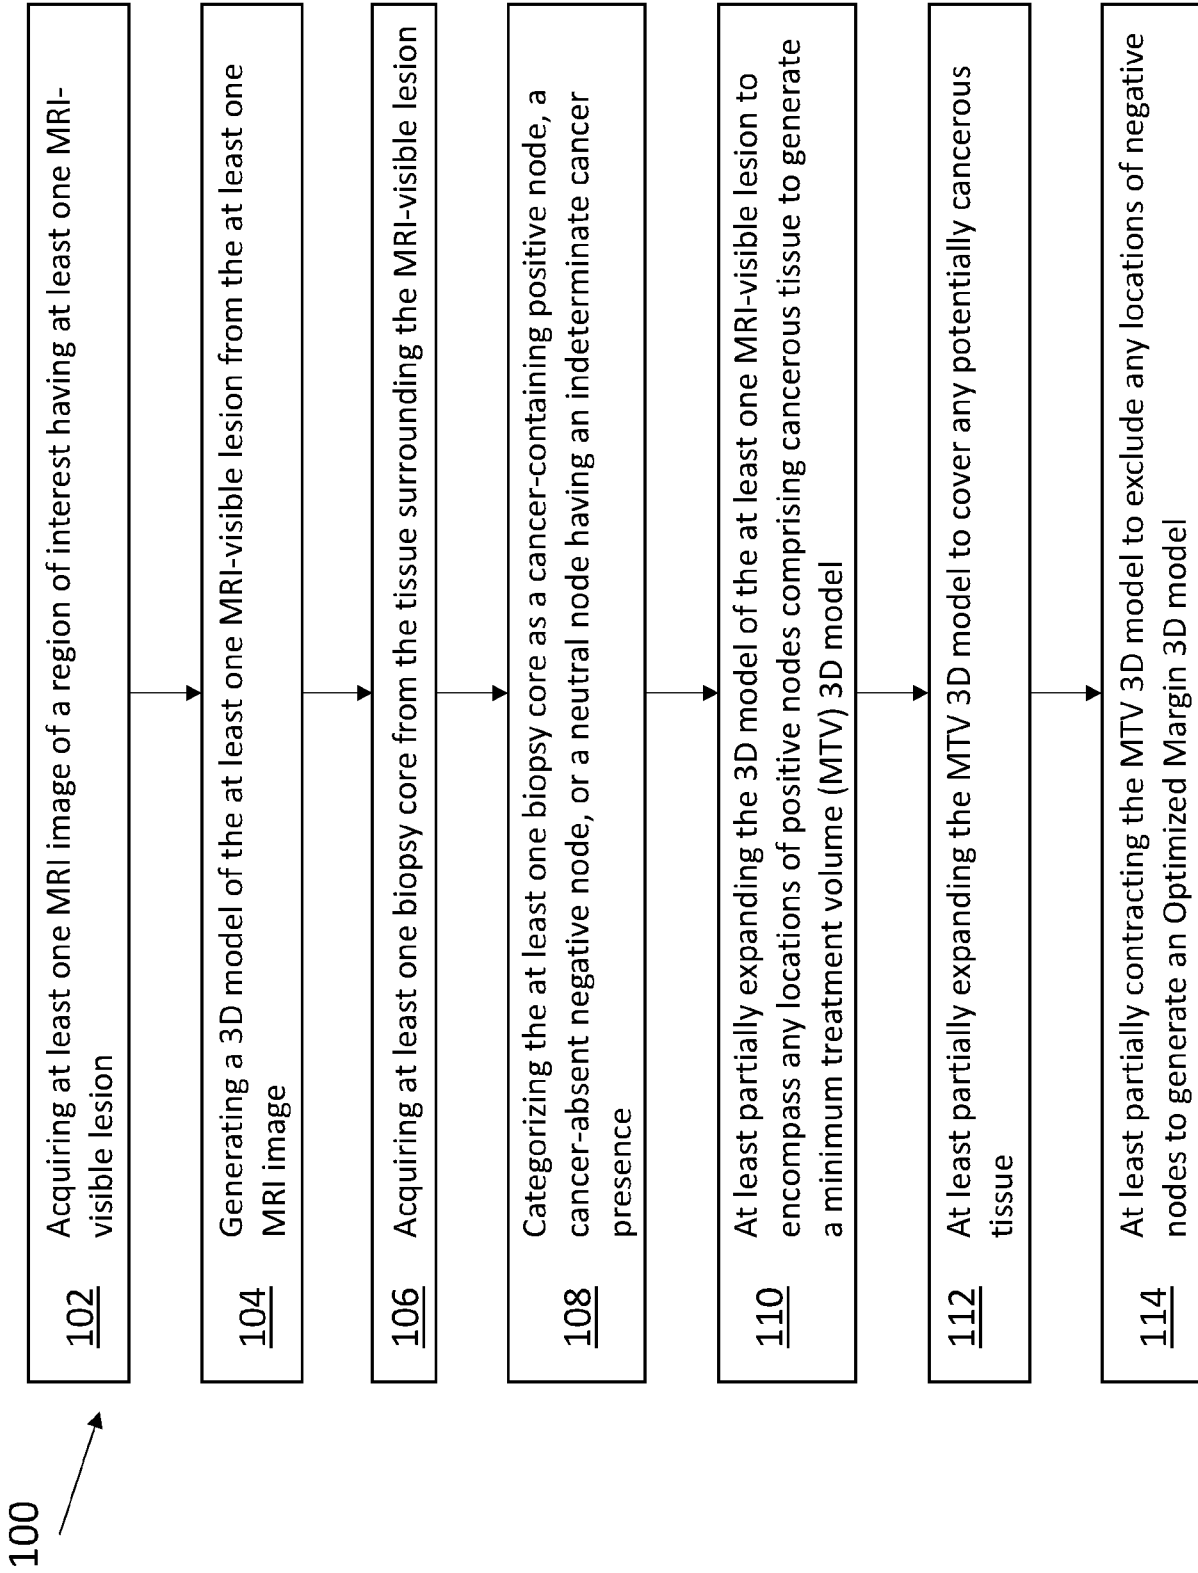 100
102
Acquiring at least one MRI image of a region of interest having at least one MRI-
visible lesion
104
Generating a 3D model of the at least one MRI-visible lesion from the at least one
MRI image
106
Acquiring at least one biopsy core from the tissue surrounding the MRI-visible lesion
108
Categorizing the at least one biopsy core as a cancer-containing positive node, a
cancer-absent negative node, or a neutral node having an indeterminate cancer
presence
110
At least partially expanding the 3D model of the at least one MRI-visible lesion to
encompass any locations of positive nodes comprising cancerous tissue to generate
a minimum treatment volume (MTV) 3D model
112
At least partially expanding the MTV 3D model to cover any potentially cancerous
tissue
114
At least partially contracting the MTV 3D model to exclude any locations of negative
nodes to generate an Optimized Margin 3D model